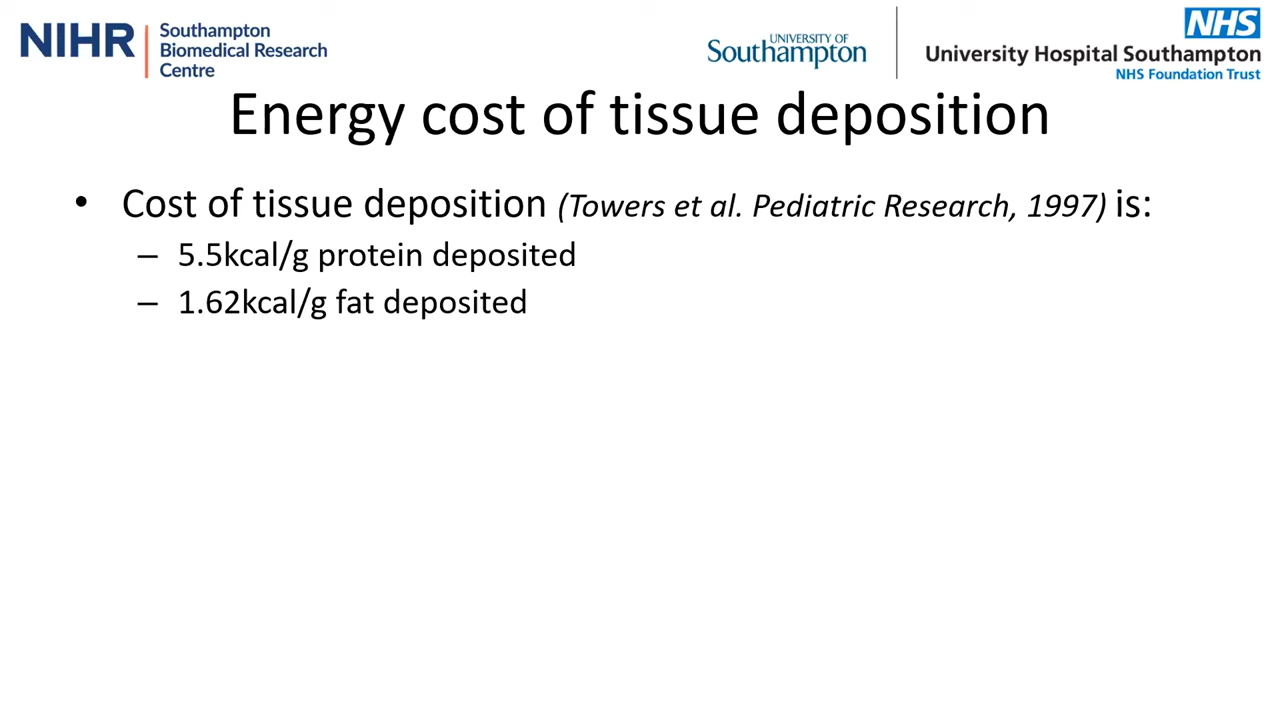 NIHR
Southampton
Biomedical Research
Centre
UNIVERSITY OF
Southampton
NHS
University Hospital Southampton
NHS Foundation Trust
Energy cost of tissue deposition
• Cost of tissue deposition (Towers et al. Pediatric Research, 1997) is:
– 5.5kcal/g protein deposited
– 1.62kcal/g fat deposited